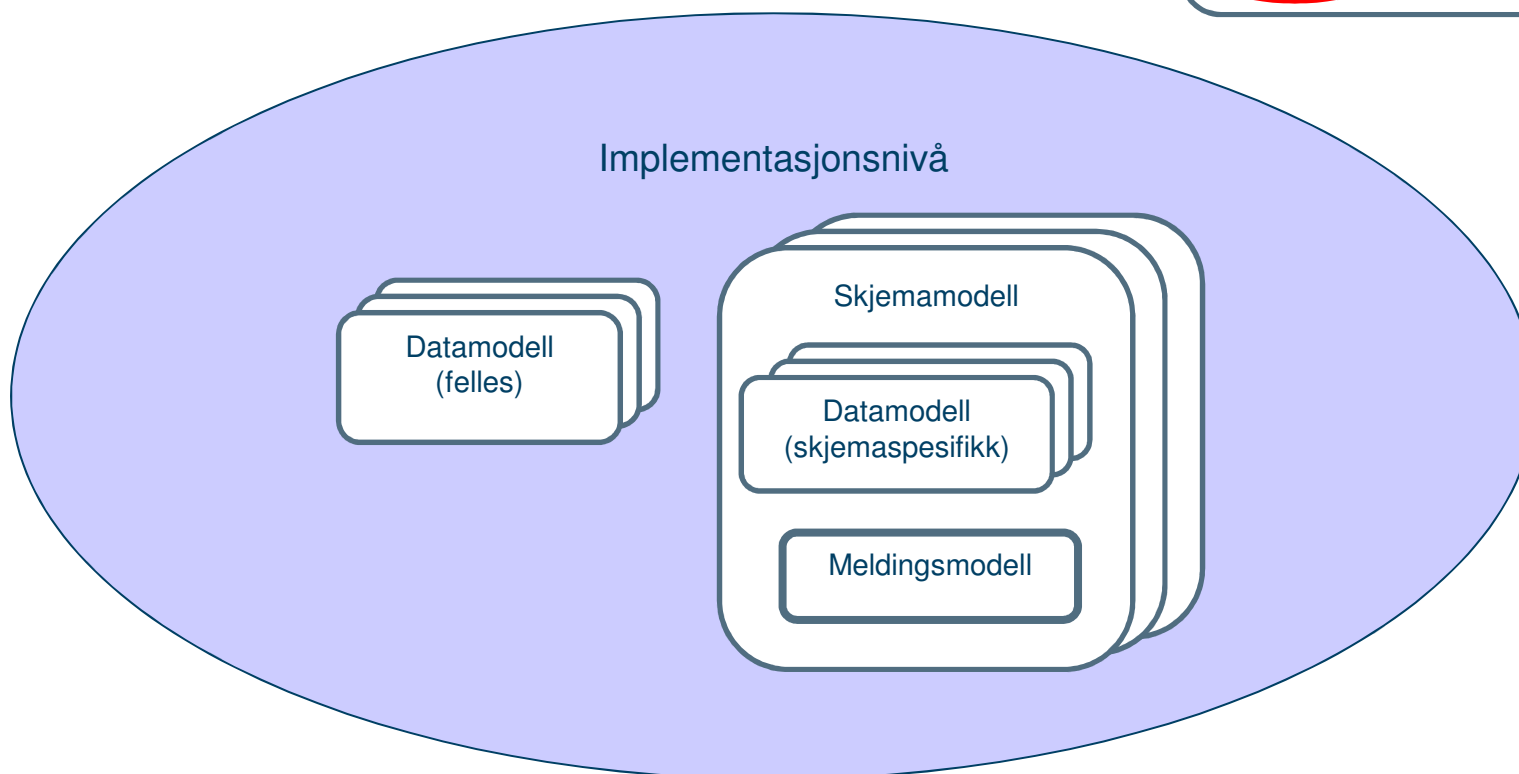 Implementasjonsnivå
Skjemamodell
Datamodell
(felles)
Datamodell
(skjemaspesifikk)
Meldingsmodell